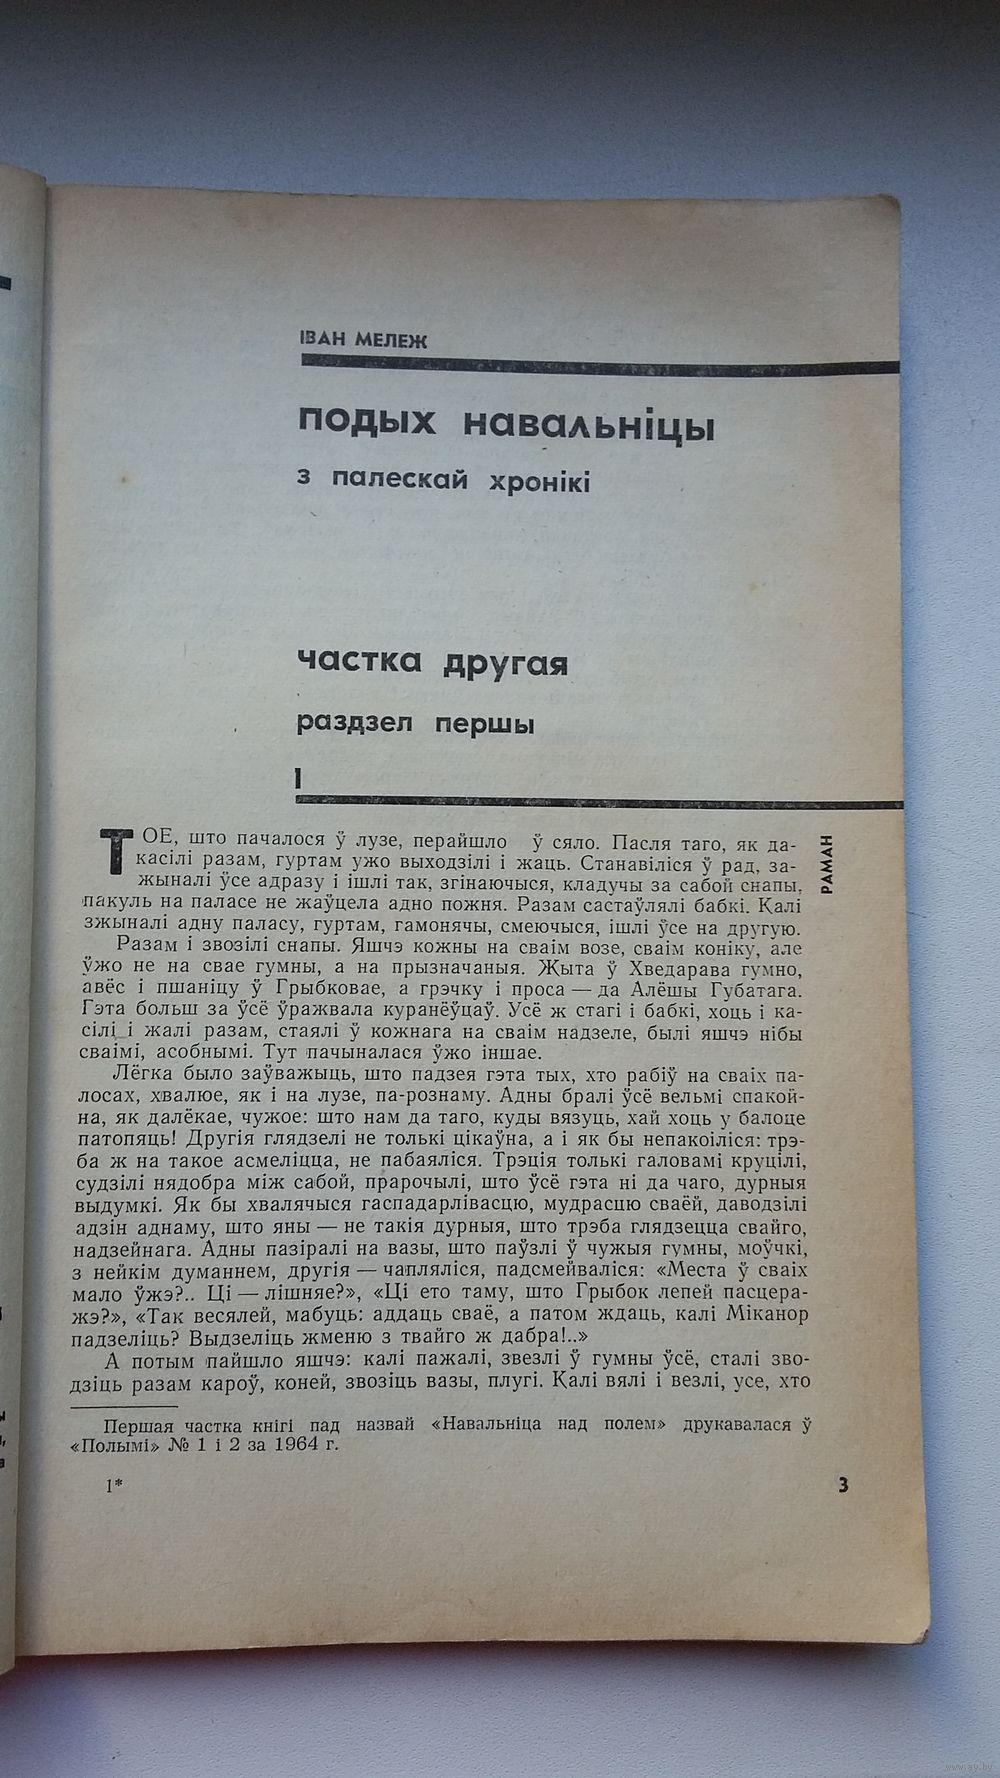 ІВАН МЕЛЕЖ
подых навальніцы
з палескай хронікі
частка другая
раздзел першы
I
РАМАН
ТОЕ, што пачалося ў лузе, перайшло ў сяло. Пасля таго, як да-
касілі разам, гуртам ужо выходзілі і жаць. Станавіліся ў рад, за-
жыналі ўсе адразу і ішлі так, згінаючыся, кладучы за сабой снапы,
пакуль на паласе не жаўцела адно пожня. Разам састаўлялі бабкі. Калі
зжыналі адну паласу, гуртам, гамонячы, смеючыся, ішлі ўсе на другую.
Разам і звозілі снапы. Яшчэ кожны на сваім возе, сваім коніку, але
ўжо не на свае гумны, а на прызначаныя. Жыта ў Хведарава гумно,
авёс і пшаніцу ў Грыбковае, а грэчку і проса — да Алёшы Губатага.
Гэта больш за ўсё ўражвала куранёўцаў. Усё ж стагі і бабкі, хоць і ка-
сілі і жалі разам, стаялі ў кожнага на сваім надзеле, былі яшчэ нібы
сваімі, асобнымі. Тут пачыналася ўжо іншае.
Лёгка было заўважыць, што падзея гэта тых, хто рабіў на сваіх па-
лосах, хвалюе, як і на лузе, па-рознаму. Адны бралі ўсё вельмі спакой-
на, як далёкае, чужое: што нам да таго, куды вязуць, хай хоць у балоце
патопяць! Другія глядзелі не толькі цікаўна, а і як бы непакоіліся: трэ-
ба ж на такое асмеліцца, не пабаяліся. Трэція толькі галовамі круцілі,
судзілі нядобра між сабой, прарочылі, што ўсё гэта ні да чаго, дурныя
выдумкі. Як бы хвалячыся гаспадарлівасцю, мудрасцю сваёй, даводзілі
адзін аднаму, што яны — не такія дурныя, што трэба глядзецца свайго,
надзейнага. Адны пазіралі на вазы, што паўзлі ў чужыя гумны, моўчкі,
з нейкім думаннем, другія — чапляліся, падсмейваліся: «Места ў сваіх
мало ўжэ?.. Ці — лішняе?», «Ці ето таму, што Грыбок лепей пасцера-
жэ?», «Так весялей, мабуць: аддаць сваё, а патом ждаць, калі Міканор
падзеліць? Выдзеліць жменю з твайго ж дабра!..»
А потым пайшло яшчэ: калі пажалі, звезлі ў гумны ўсё, сталі зво-
дзіць разам кароў, коней, звозіць вазы, плугі. Калі вялі і везлі, усе, хто
Першая частка кнігі пад назвай «Навальніца над полем» друкавалася ў
«Полымі» № 1 і 2 за 1964 г.
1*
3
www.ay.by